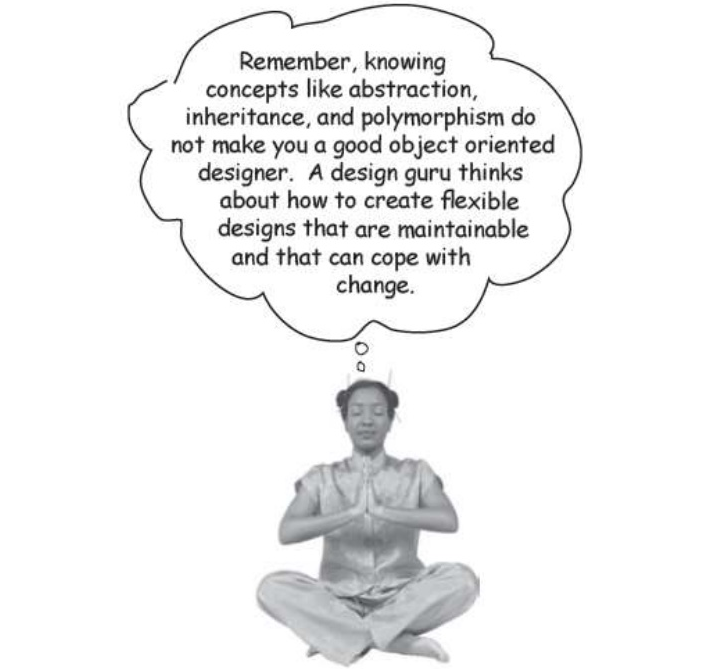 Remember, knowing
concepts like abstraction,
inheritance, and polymorphism do
not make you a good object oriented
designer. A design guru thinks
about how to create flexible
designs that are maintainable
and that can cope with
change.